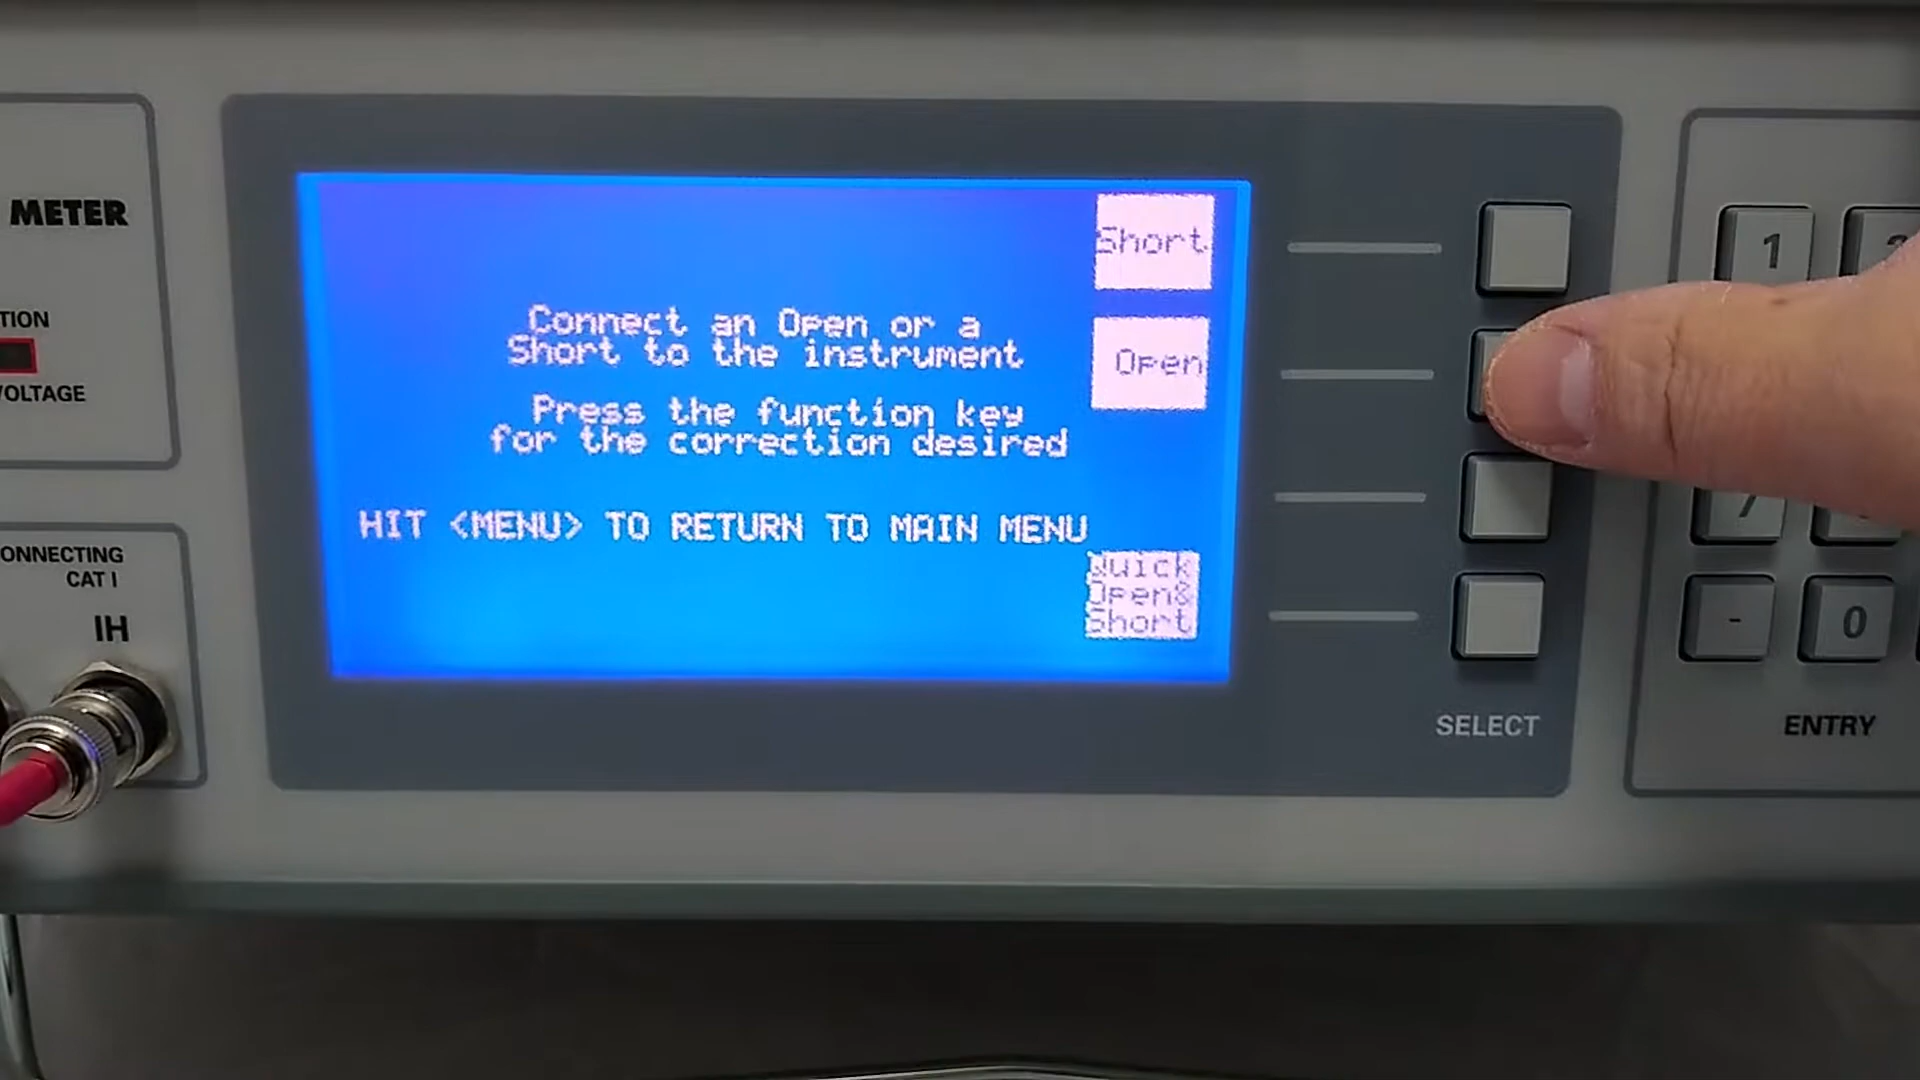 METER
TION
VOLTAGE
ONNECTING
CAT I
IH
Short
Connect an Open or a
Short to the instrument
Open
Press the function key
for the correction desired
HIT <MENU> TO RETURN TO MAIN MENU
Quick
Open&
Short
SELECT
1
-
0
ENTRY